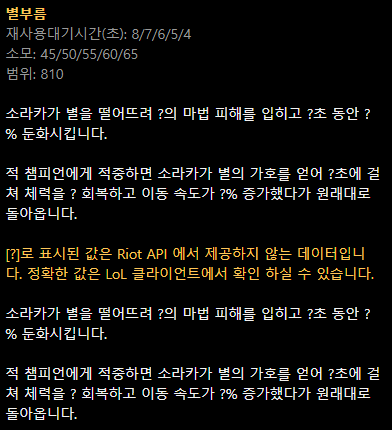 별부름
재사용대기시간(초): 8/7/6/5/4
소모: 45/50/55/60/65
범위: 810
소라카가 별을 떨어뜨려 ?의 마법 피해를 입히고 ?초 동안 ?
% 둔화시킵니다.
적 챔피언에게 적중하면 소라카가 별의 가호를 얻어 ?초에 걸
쳐 체력을 ? 회복하고 이동 속도가 ?% 증가했다가 원래대로
돌아옵니다.
[?]로 표시된 값은 Riot API 에서 제공하지 않는 데이터입니
다. 정확한 값은 LoL 클라이언트에서 확인 하실 수 있습니다.
소라카가 별을 떨어뜨려 ?의 마법 피해를 입히고 ?초 동안 ?
% 둔화시킵니다.
적 챔피언에게 적중하면 소라카가 별의 가호를 얻어 ?초에 걸
쳐 체력을 ? 회복하고 이동 속도가 ?% 증가했다가 원래대로
돌아옵니다.